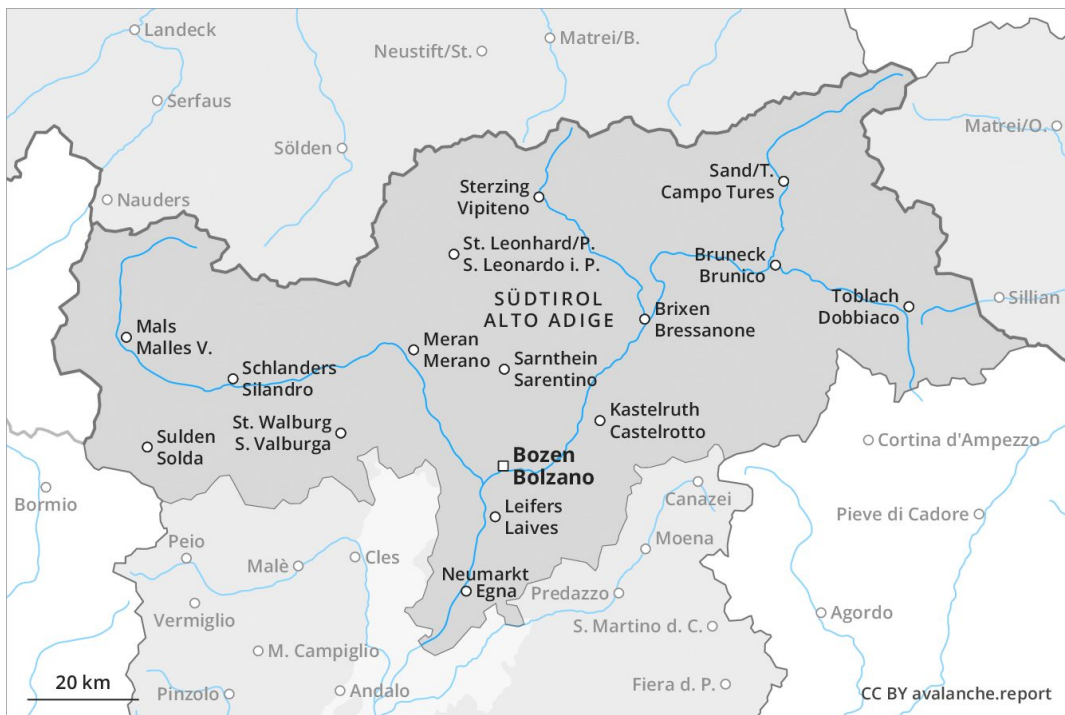 Landeck
Neustift/St.
Matrei/B.
Serfaus
Matrei/O.
Sölden
Nauders
Sterzing
Vipiteno
Sand/T.
Campo Tures
St. Leonhard/P.
S. Leonardo i. P.
Bruneck
Brunico
SÜDTIROL
ALTO ADIGE
Toblach
Dobbiaco
Sillian
Brixen
Bressanone
Mals
Malles V.
Meran
Merano
Sarnthein
Sarentino
Schlanders
Silandro
St. Walburg
S. Valburga
Kastelruth
Castelrotto
Sulden
Solda
Cortina d'Ampezzo
Bozen
Bolzano
Bormio
Canazei
Leifers
Laives
Pieve di Cadore
Moena
Peio
Malè
Cles
Neumarkt
Egna
Predazzo
Vermiglio
Agordo
S. Martino d. C.
M. Campiglio
20 km
Pinzolo
Andalo
Fiera d. P.
CC BY avalanche.report